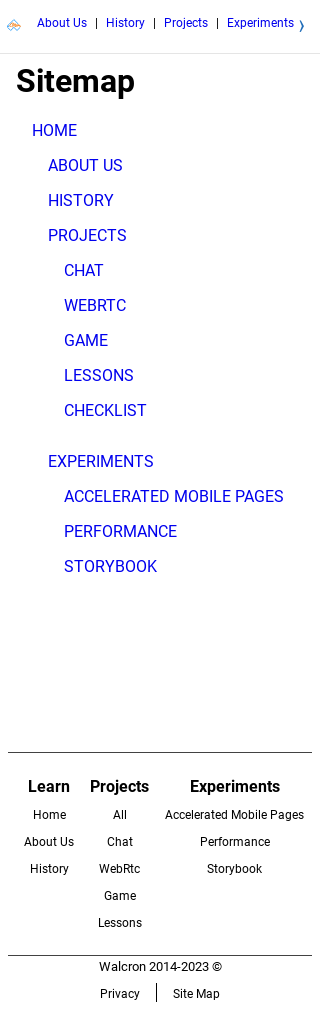 About Us | History | Projects | Experiments ❯
Sitemap
HOME
ABOUT US
HISTORY
PROJECTS
CHAT
WEBRTC
GAME
LESSONS
CHECKLIST
EXPERIMENTS
ACCELERATED MOBILE PAGES
PERFORMANCE
STORYBOOK
Learn
Home
About Us
History
Projects
All
Chat
WebRtc
Game
Lessons
Experiments
Accelerated Mobile Pages
Performance
Storybook
Walcron 2014-2023 ©
Privacy | Site Map